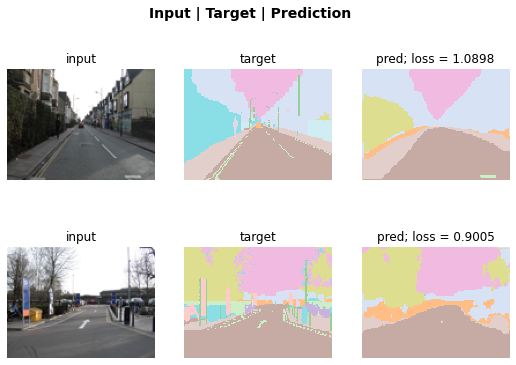 Input | Target | Prediction
input
target
pred; loss = 1.0898
input
target
pred; loss = 0.9005